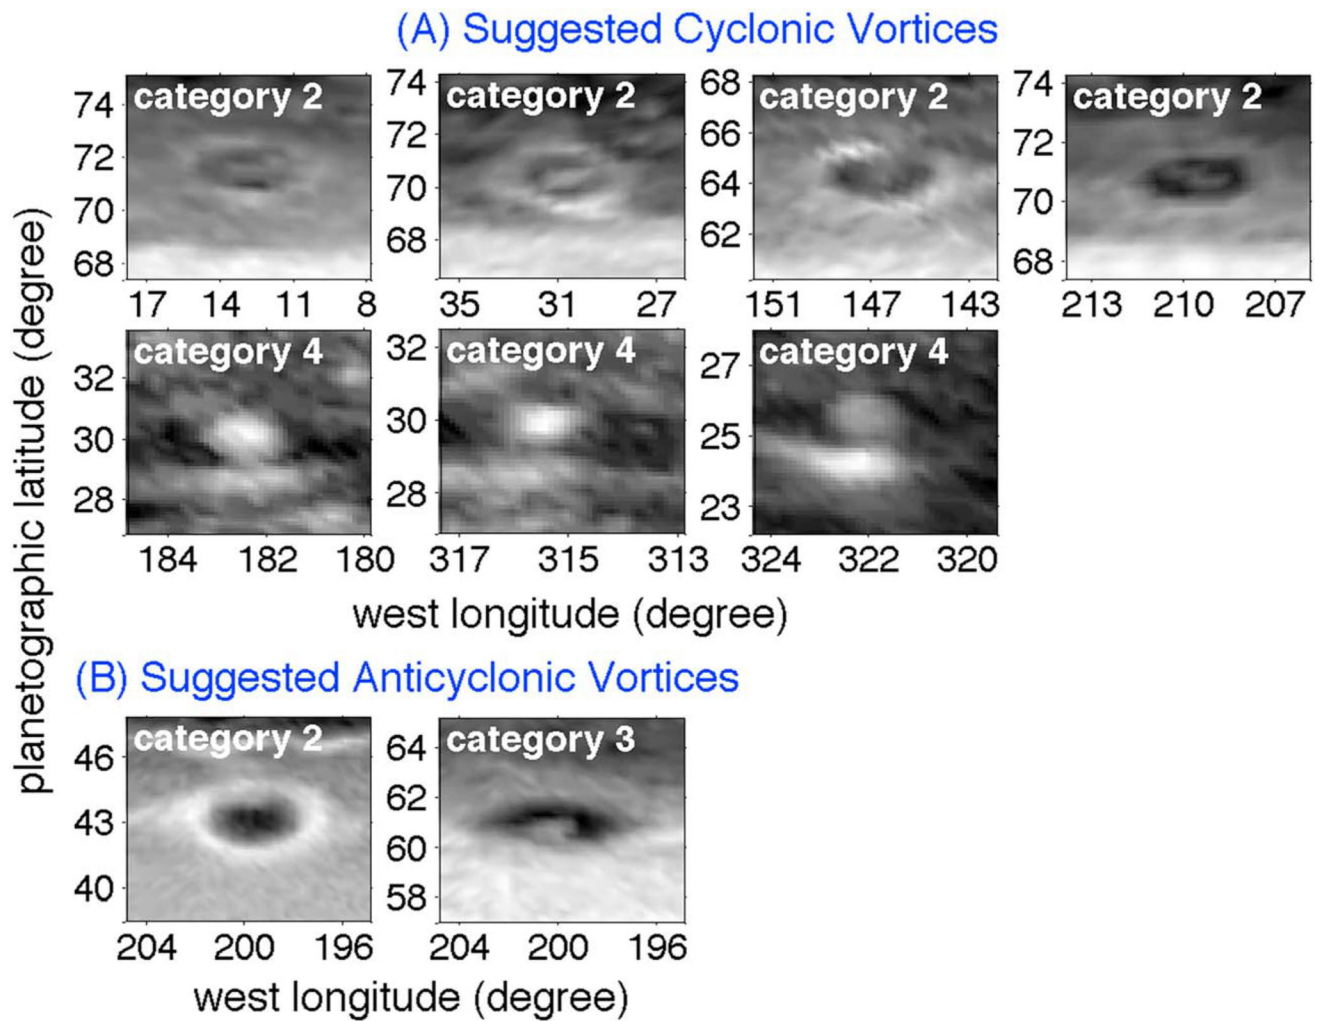 (A) Suggested Cyclonic Vortices
category 2
category 2
category 2
category 2
74
72
70
68
17 14 11 8
74
72
70
68
35 31 27
68
66
64
62
151 147 143
74
72
70
68
213 210 207
category 4
category 4
category 4
32
30
28
184 182 180
32
30
28
317 315 313
27
25
23
324 322 320
planetographic latitude (degree)
west longitude (degree)
(B) Suggested Anticyclonic Vortices
category 2
category 3
46
43
40
204 200 196
64
62
60
58
204 200 196
west longitude (degree)